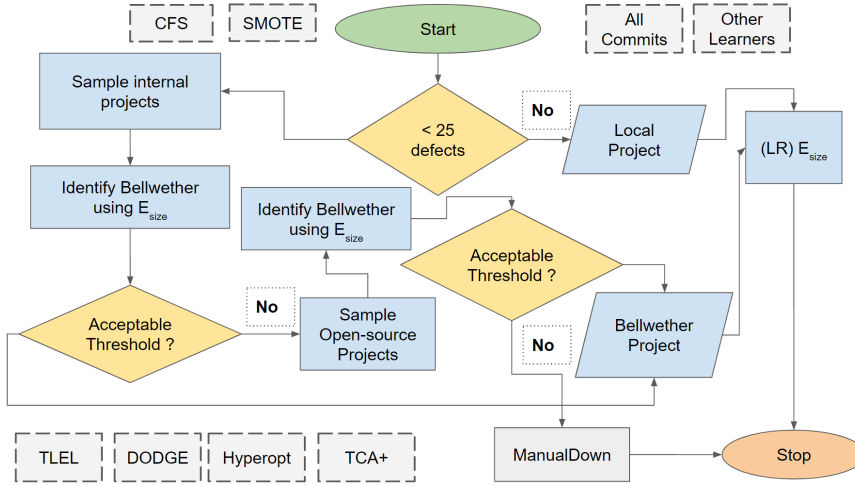 CFS
SMOTE
Start
All
Commits
Other
Learners
Sample internal
projects
< 25
defects
No
Local
Project
(LR) Esize
Identify Bellwether
using Esize
Identify Bellwether
using Esize
Acceptable
Threshold ?
Acceptable
Threshold ?
No
Sample
Open-source
Projects
No
Bellwether
Project
TLEL
DODGE
Hyperopt
TCA+
ManualDown
Stop